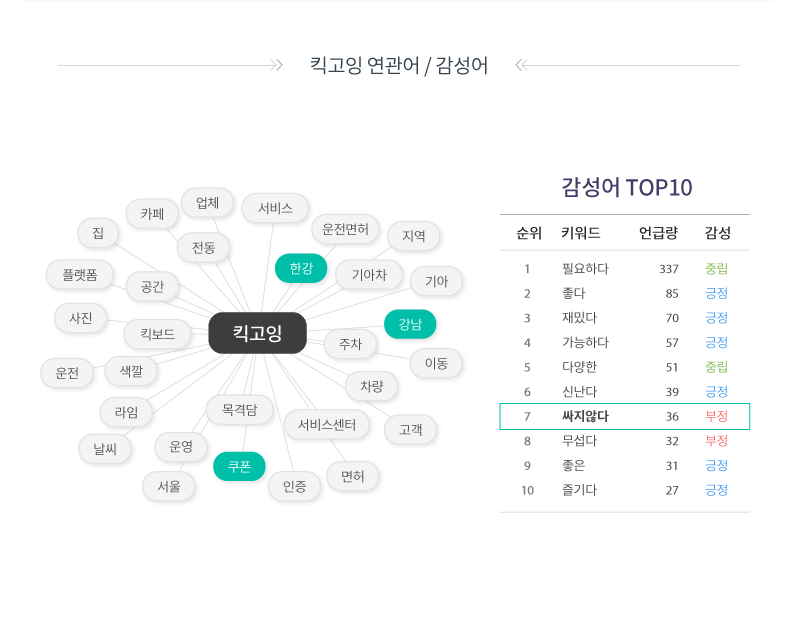 킥고잉 연관어 / 감성어
업체
카페
서비스
집
운전면허
지역
전동
한강
플랫폼
기아차
기아
공간
사진
강남
킥보드
킥고잉
주차
이동
운전
색깔
차량
라임
목격담
서비스센터
고객
날씨
운영
쿠폰
면허
서울
인증
감성어 TOP10
순위 키워드 언급량 감성
1 필요하다 337 중립
2 좋다 85 긍정
3 재밌다 70 긍정
4 가능하다 57 긍정
5 다양한 51 중립
6 신난다 39 긍정
7 싸지않다 36 부정
8 무섭다 32 부정
9 좋은 31 긍정
10 즐기다 27 긍정